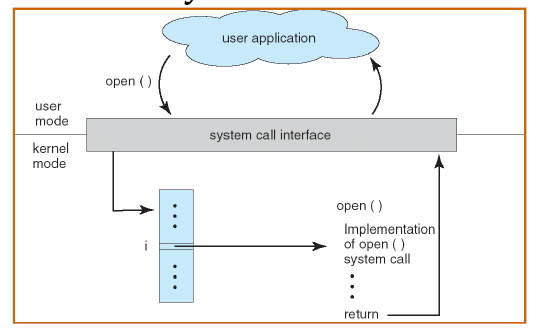 user application
open ( )
user
mode
system call interface
kernel
mode
i
open ( )
Implementation
of open ( )
system call
return